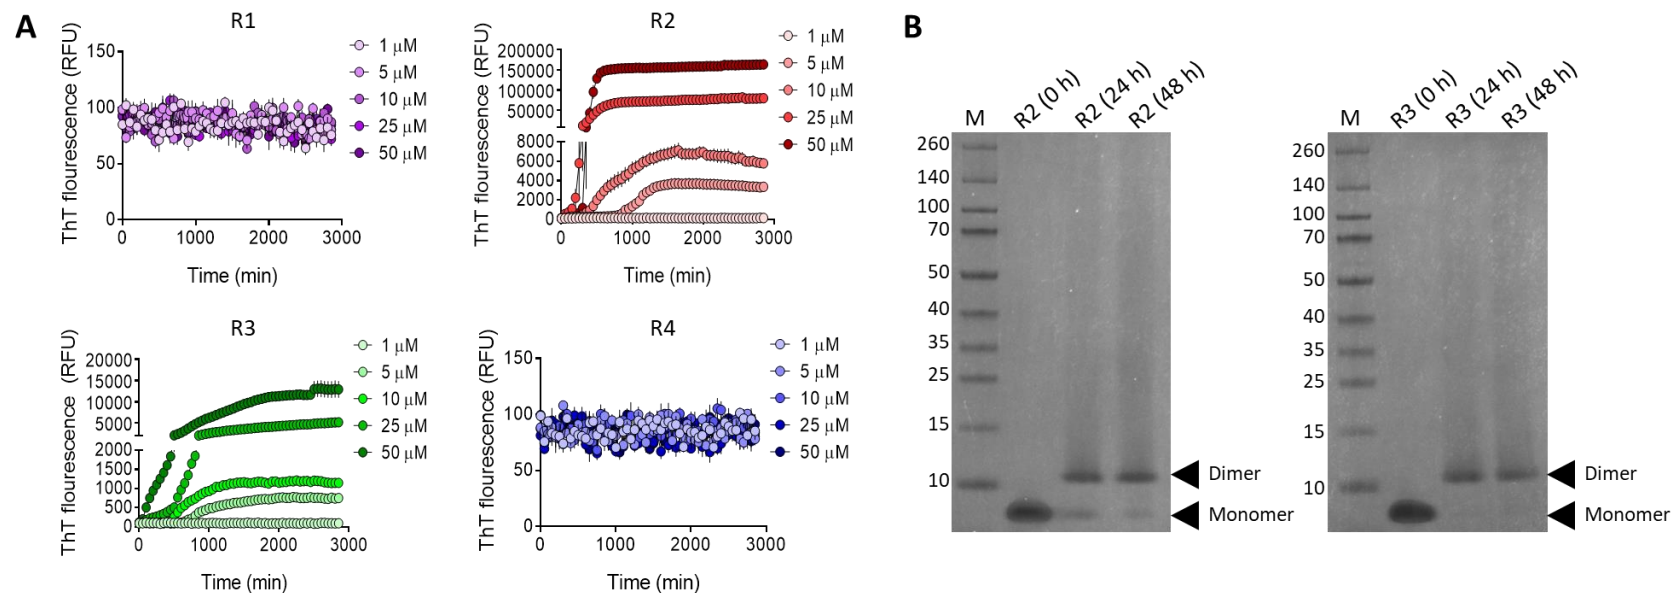 A
R1
ThT flourescence (RFU)
150
100
50
0
0 1000 2000 3000
Time (min)
1 μM
5 μM
10 μM
25 μM
50 μM
R2
ThT flourescence (RFU)
200000
150000
100000
50000
8000
6000
4000
2000
0
0 1000 2000 3000
Time (min)
1 μM
5 μM
10 μM
25 μM
50 μM
R3
ThT flourescence (RFU)
20000
15000
10000
5000
2000
1500
1000
500
0
0 1000 2000 3000
Time (min)
1 μM
5 μM
10 μM
25 μM
50 μM
R4
ThT flourescence (RFU)
150
100
50
0
0 1000 2000 3000
Time (min)
1 μM
5 μM
10 μM
25 μM
50 μM
B
M R2 (0 h) R2 (24 h) R2 (48 h)
260
140
100
70
50
40
35
25
15
10
Dimer
Monomer
M R3 (0 h) R3 (24 h) R3 (48 h)
260
140
100
70
50
40
35
25
15
10
Dimer
Monomer